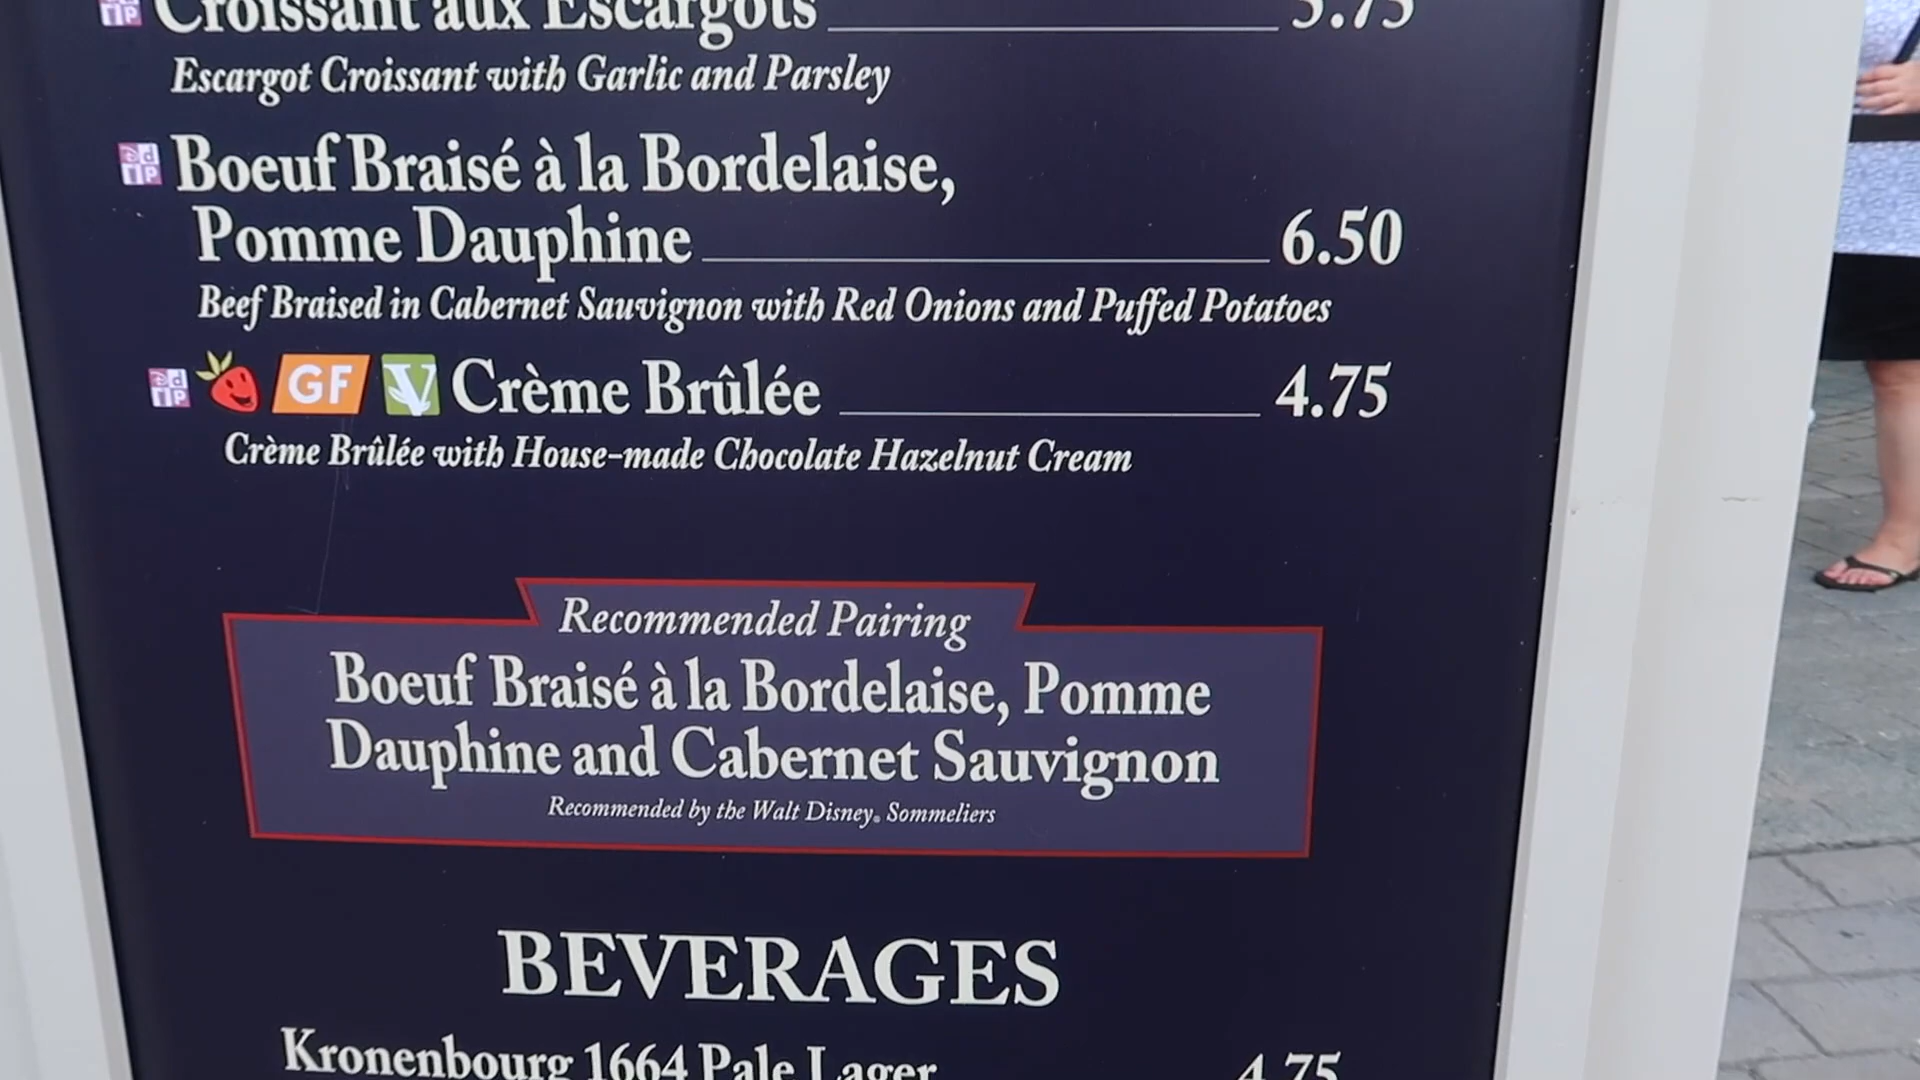 Croissant aux Escargots 5.75
Escargot Croissant with Garlic and Parsley
Boeuf Braisé à la Bordelaise,
Pomme Dauphine 6.50
Beef Braised in Cabernet Sauvignon with Red Onions and Puffed Potatoes
GF V Crème Brûlée 4.75
Crème Brûlée with House-made Chocolate Hazelnut Cream
Recommended Pairing
Boeuf Braisé à la Bordelaise, Pomme
Dauphine and Cabernet Sauvignon
Recommended by the Walt Disney® Sommeliers
BEVERAGES
Kronenbourg 1664 Pale Lager 4.75